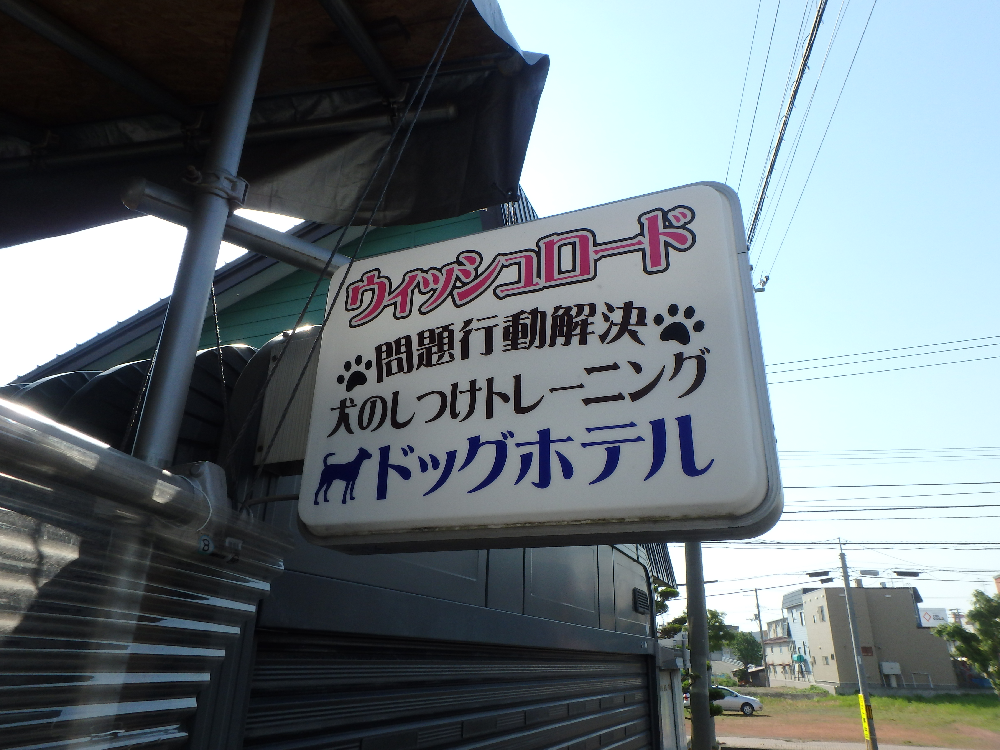 ウィッシュロード
問題行動解決
犬のしつけトレーニング
ドッグホテル